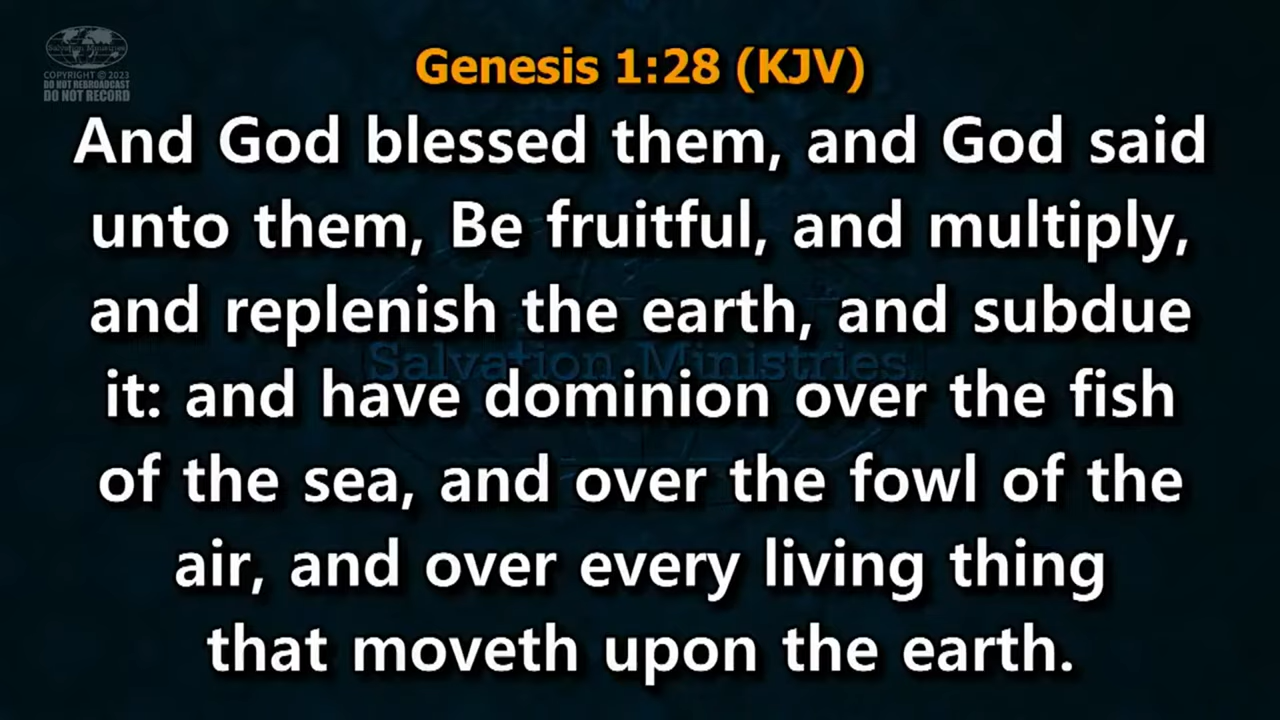 Salvation Ministries
COPYRIGHT © 2023
DO NOT REBROADCAST
DO NOT RECORD
Genesis 1:28 (KJV)
And God blessed them, and God said
unto them, Be fruitful, and multiply,
and replenish the earth, and subdue
Salvation Ministries
it: and have dominion over the fish
of the sea, and over the fowl of the
air, and over every living thing
that moveth upon the earth.